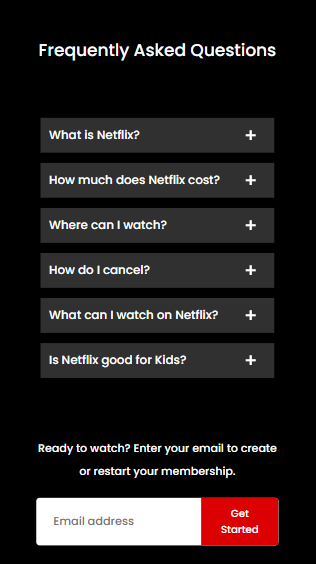 Frequently Asked Questions
What is Netflix?
How much does Netflix cost?
Where can I watch?
How do I cancel?
What can I watch on Netflix?
Is Netflix good for Kids?
Ready to watch? Enter your email to create
or restart your membership.
Email address
Get
Started